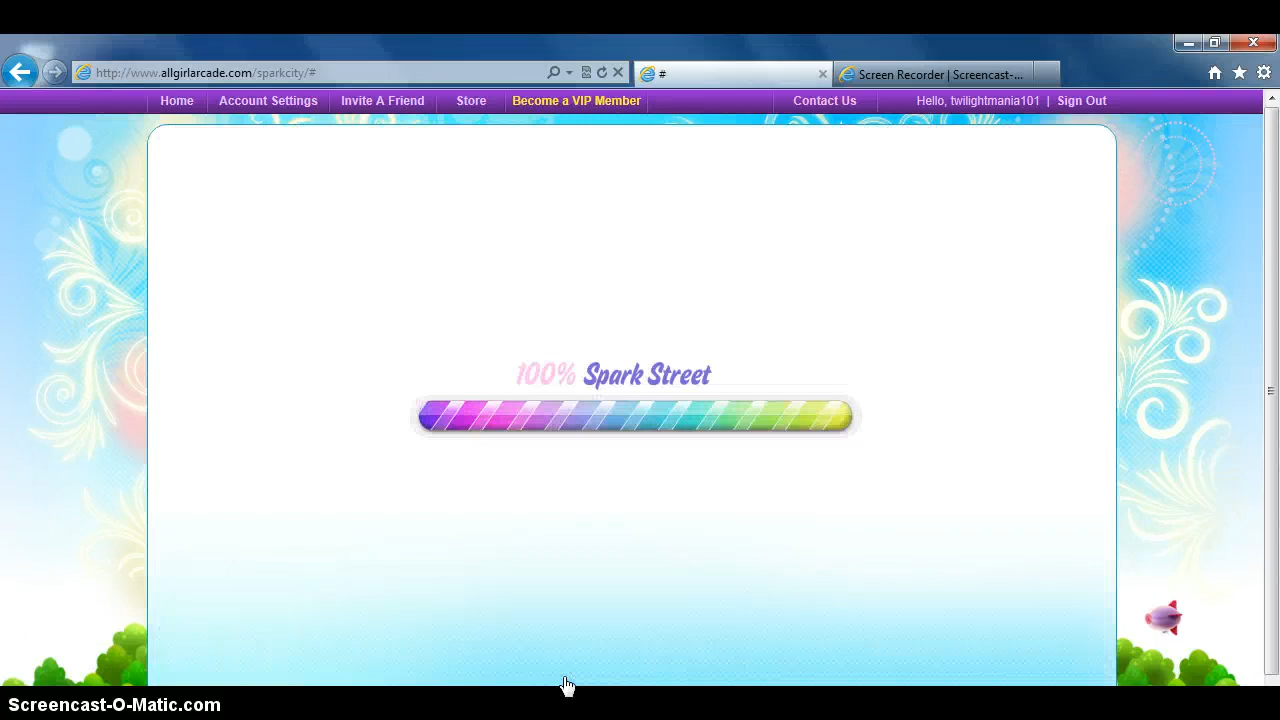 http://www.allgirlarcade.com/sparkcity/#
#
Screen Recorder | Screencast-...
Home
Account Settings
Invite A Friend
Store
Become a VIP Member
Contact Us
Hello, twilightmania101 | Sign Out
100% Spark Street
Screencast-O-Matic.com